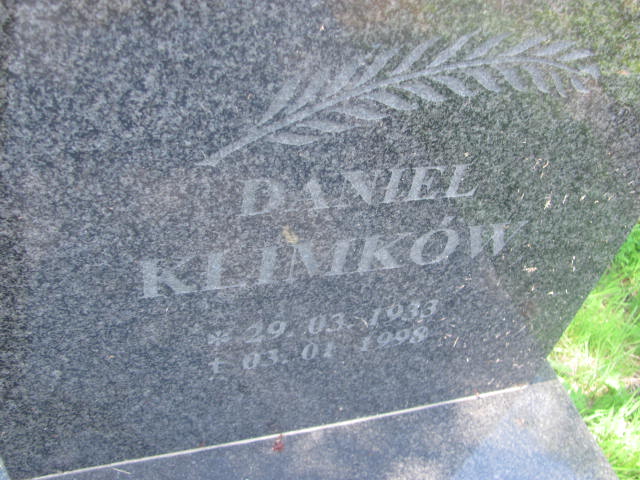 DANIEL
KLIMKÓW
* 29. 03. 1933
† 03. 01 1998